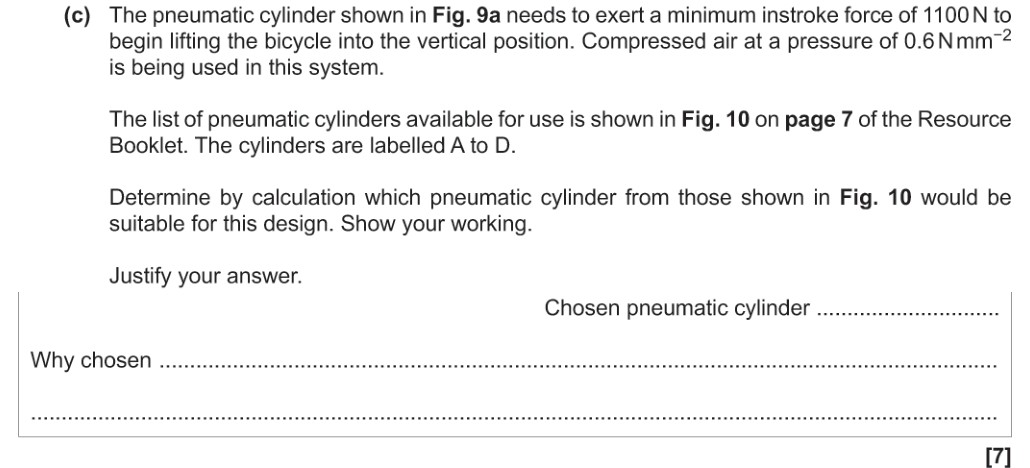 (c) The pneumatic cylinder shown in Fig. 9a needs to exert a minimum instroke force of 1100 N to
begin lifting the bicycle into the vertical position. Compressed air at a pressure of 0.6 N mm⁻²
is being used in this system.
The list of pneumatic cylinders available for use is shown in Fig. 10 on page 7 of the Resource
Booklet. The cylinders are labelled A to D.
Determine by calculation which pneumatic cylinder from those shown in Fig. 10 would be
suitable for this design. Show your working.
Justify your answer.
Chosen pneumatic cylinder ..............................
Why chosen ..........................................................................................
..........................................................................................
[7]